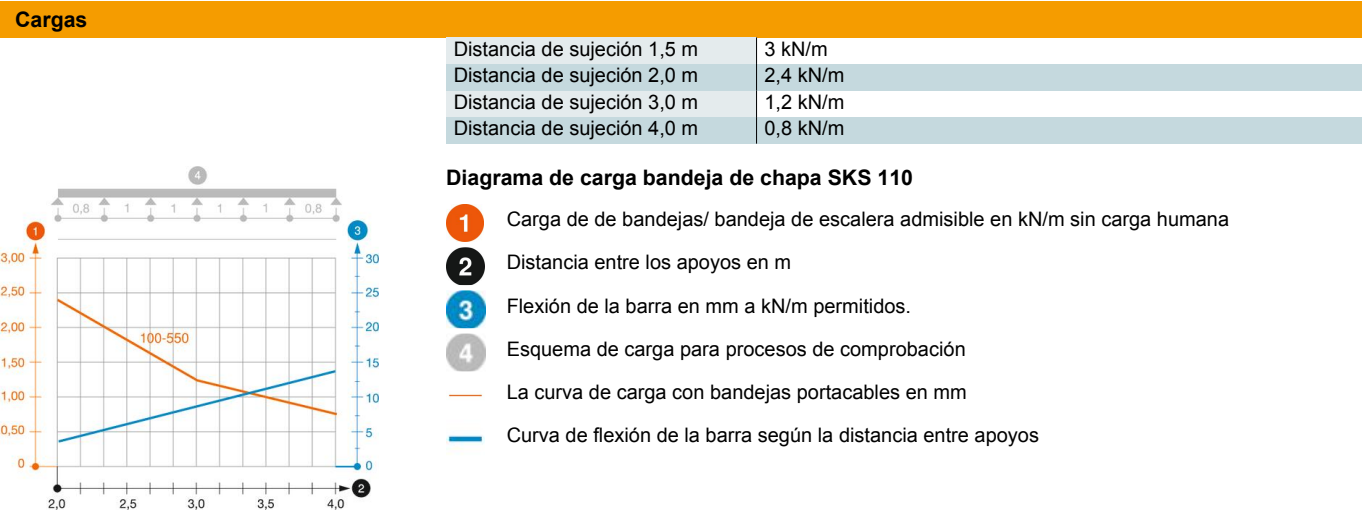 Cargas
Distancia de sujeción 1,5 m 3 kN/m
Distancia de sujeción 2,0 m 2,4 kN/m
Distancia de sujeción 3,0 m 1,2 kN/m
Distancia de sujeción 4,0 m 0,8 kN/m
Diagrama de carga bandeja de chapa SKS 110
1 Carga de de bandejas/ bandeja de escalera admisible en kN/m sin carga humana
2 Distancia entre los apoyos en m
3 Flexión de la barra en mm a kN/m permitidos.
4 Esquema de carga para procesos de comprobación
La curva de carga con bandejas portacables en mm
Curva de flexión de la barra según la distancia entre apoyos
4
0,8 1 1 1 1 0,8
1 3
3,00 30
2,50 25
2,00 20
100-550
1,50 15
1,00 10
0,50 5
0 0
2
2,0 2,5 3,0 3,5 4,0